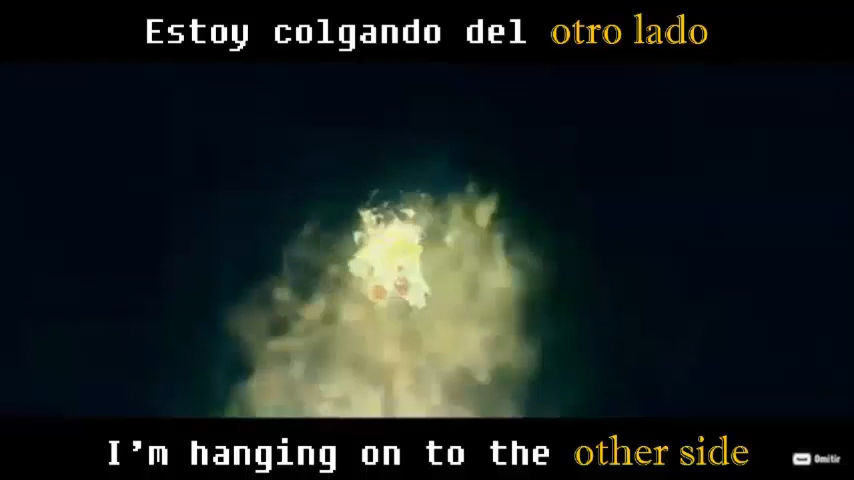 Estoy colgando del otro lado
I'm hanging on to the other side
Omitir